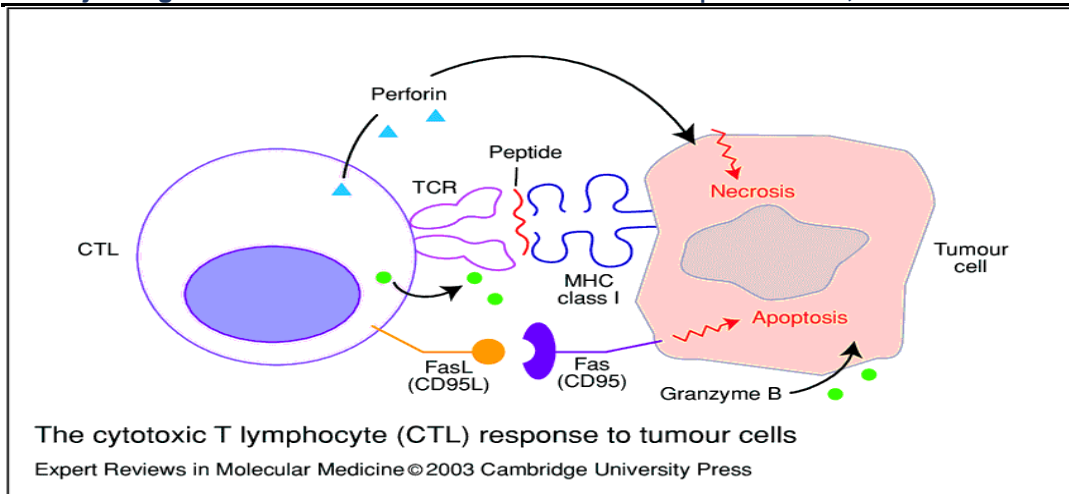 Perforin
Peptide
TCR
Necrosis
CTL
MHC
class I
Tumour
cell
Apoptosis
FasL
(CD95L)
Fas
(CD95)
Granzyme B
The cytotoxic T lymphocyte (CTL) response to tumour cells
Expert Reviews in Molecular Medicine © 2003 Cambridge University Press